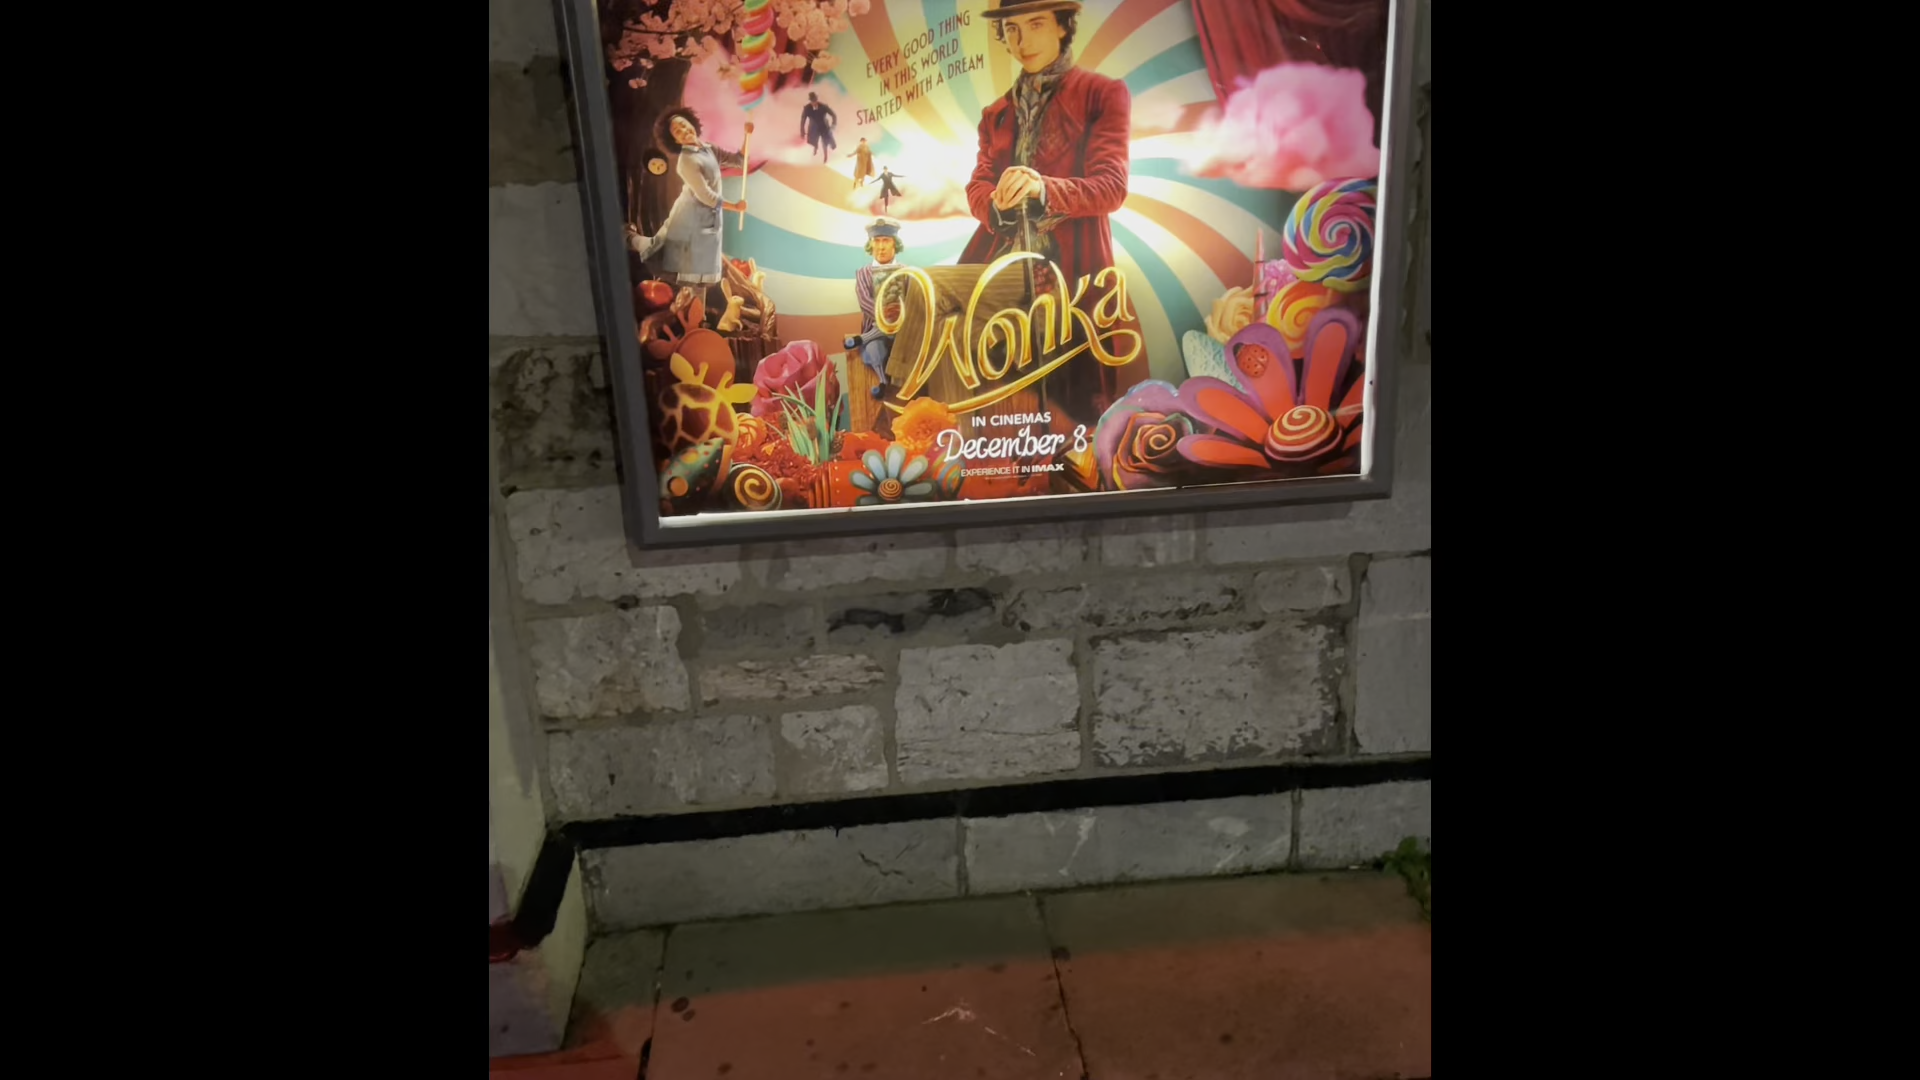 EVERY GOOD THING
IN THIS WORLD
STARTED WITH A DREAM
Wonka
IN CINEMAS
December 8
EXPERIENCE IT IN IMAX